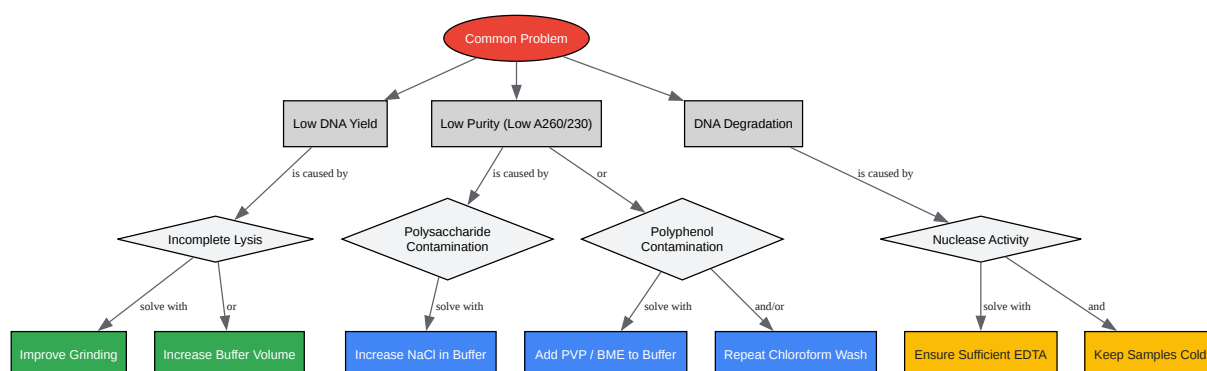 Common Problem
Low DNA Yield
Low Purity (Low A260/230)
DNA Degradation
is caused by
is caused by
or
is caused by
Incomplete Lysis
Polysaccharide
Contamination
Polyphenol
Contamination
Nuclease Activity
solve with
or
solve with
solve with
and/or
solve with
and
Improve Grinding
Increase Buffer Volume
Increase NaCl in Buffer
Add PVP / BME to Buffer
Repeat Chloroform Wash
Ensure Sufficient EDTA
Keep Samples Cold